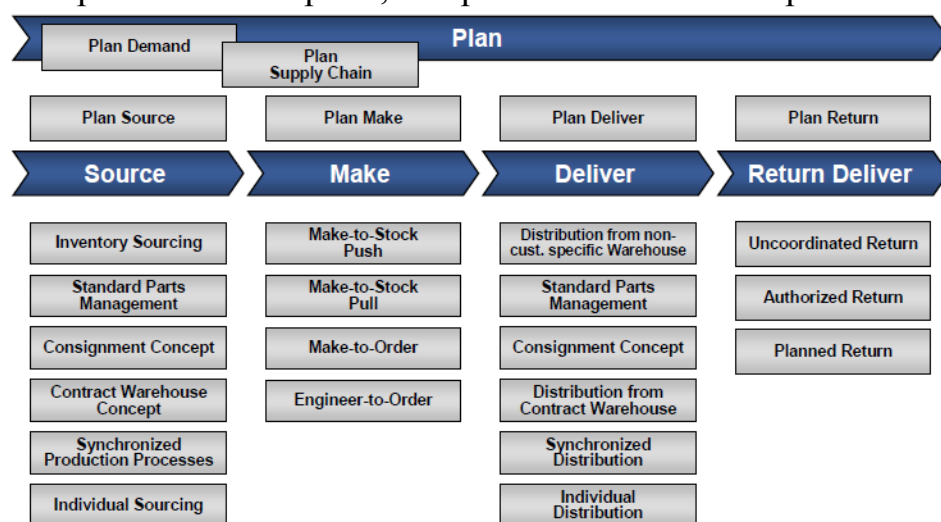 Plan
Plan Demand
Plan
Supply Chain
Plan Source
Plan Make
Plan Deliver
Plan Return
Source
Make
Deliver
Return Deliver
Inventory Sourcing
Make-to-Stock
Push
Distribution from non-
cust. specific Warehouse
Uncoordinated Return
Standard Parts
Management
Make-to-Stock
Pull
Standard Parts
Management
Authorized Return
Consignment Concept
Make-to-Order
Consignment Concept
Planned Return
Contract Warehouse
Concept
Engineer-to-Order
Distribution from
Contract Warehouse
Synchronized
Production Processes
Synchronized
Distribution
Individual Sourcing
Individual
Distribution